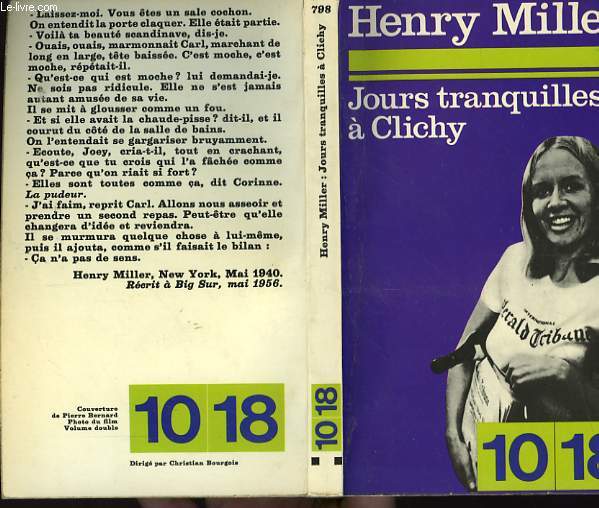 Le-livre.com
- Laissez-moi. Vous êtes un sale cochon.
On entendit la porte claquer. Elle était partie.
- Voilà ta beauté scandinave, dis-je.
- Ouais, ouais, marmonnait Carl, marchant de
long en large, tête baissée. C'est moche, c'est
moche, répétait-il.
- Qu'est-ce qui est moche ? lui demandai-je.
Ne sois pas ridicule. Elle ne s'est jamais
autant amusée de sa vie.
Il se mit à glousser comme un fou.
- Et si elle avait la chaude-pisse ? dit-il, et il
courut du côté de la salle de bains.
On l'entendait se gargariser bruyamment.
- Ecoute, Joey, cria-t-il, tout en crachant,
qu'est-ce que tu crois qui l'a fâchée comme
ça ? Parce qu'on riait si fort ?
- Elles sont toutes comme ça, dit Corinne.
La pudeur.
- J'ai faim, reprit Carl. Allons nous asseoir et
prendre un second repas. Peut-être qu'elle
changera d'idée et reviendra.
Il se murmura quelque chose à lui-même,
puis il ajouta, comme s'il faisait le bilan :
- Ça n'a pas de sens.
Henry Miller, New York, Mai 1940.
Récrit à Big Sur, mai 1956.
Couverture
de Pierre Bernard
Photo du film
Volume double
10 18
Dirigé par Christian Bourgois
798
Henry Miller : Jours tranquilles à Clichy
10 18
Henry Mille
Jours tranquilles
à Clichy
INTERNATIONAL
Herald Tribun
10 18